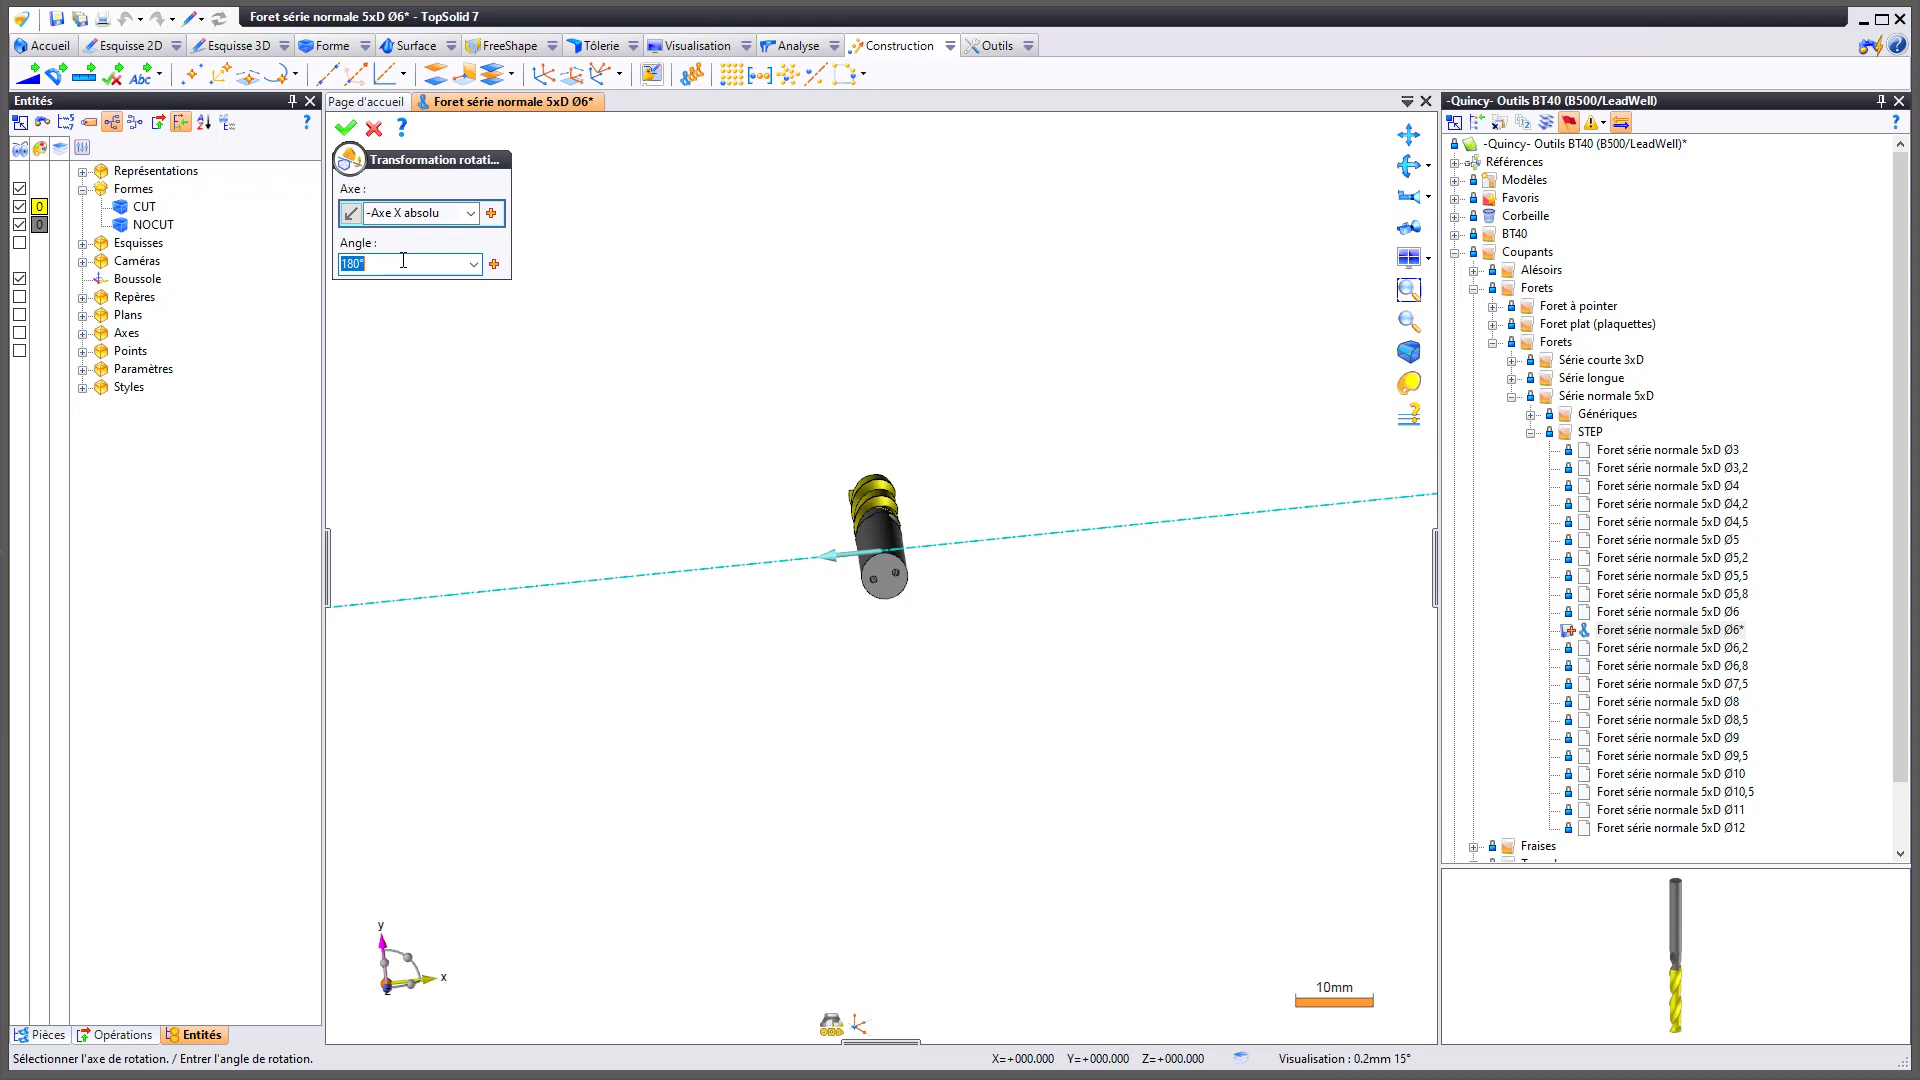 Foret série normale 5xD Ø6* - TopSolid 7
Accueil
Esquisse 2D
Esquisse 3D
Forme
Surface
FreeShape
Tôlerie
Visualisation
Analyse
Construction
Outils
Abc
Entités
Page d'accueil
Foret série normale 5xD Ø6*
-Quincy- Outils BT40 (B500/LeadWell)
Transformation rotati...
Axe :
-Axe X absolu
Angle :
180°
Représentations
Formes
0
CUT
0
NOCUT
Esquisses
Caméras
Boussole
Repères
Plans
Axes
Points
Paramètres
Styles
-Quincy- Outils BT40 (B500/LeadWell)*
Références
Modèles
Favoris
Corbeille
BT40
Coupants
Alésoirs
Forets
Foret à pointer
Foret plat (plaquettes)
Forets
Série courte 3xD
Série longue
Série normale 5xD
Génériques
STEP
Foret série normale 5xD Ø3
Foret série normale 5xD Ø3,2
Foret série normale 5xD Ø4
Foret série normale 5xD Ø4,2
Foret série normale 5xD Ø4,5
Foret série normale 5xD Ø5
Foret série normale 5xD Ø5,2
Foret série normale 5xD Ø5,5
Foret série normale 5xD Ø5,8
Foret série normale 5xD Ø6
Foret série normale 5xD Ø6*
Foret série normale 5xD Ø6,2
Foret série normale 5xD Ø6,8
Foret série normale 5xD Ø7,5
Foret série normale 5xD Ø8
Foret série normale 5xD Ø8,5
Foret série normale 5xD Ø9
Foret série normale 5xD Ø9,5
Foret série normale 5xD Ø10
Foret série normale 5xD Ø10,5
Foret série normale 5xD Ø11
Foret série normale 5xD Ø12
Fraises
y
x
z
10mm
Pièces
Opérations
Entités
Sélectionner l'axe de rotation. / Entrer l'angle de rotation.
X=+000.000 Y=+000.000 Z=+000.000
Visualisation : 0.2mm 15°